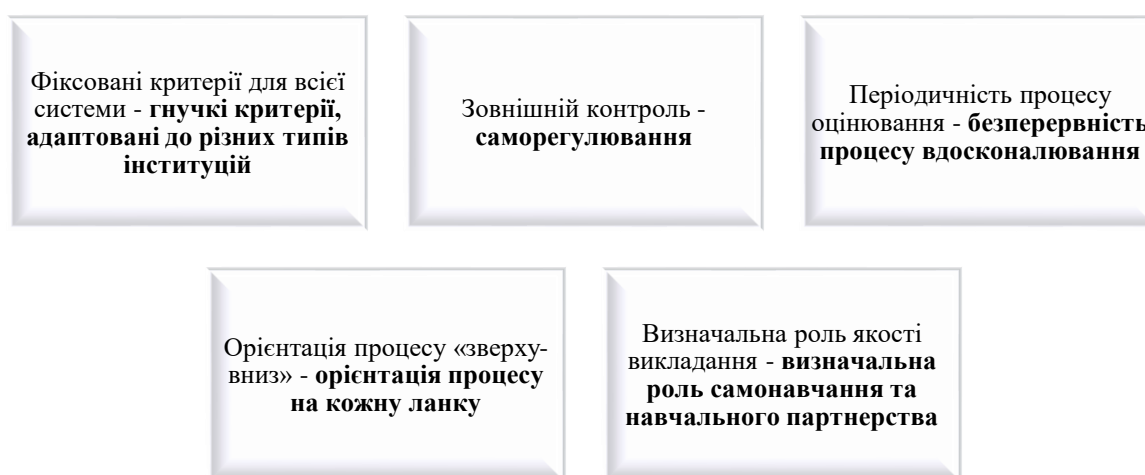 Фіксовані критерії для всієї
системи - гнучкі критерії,
адаптовані до різних типів
інституцій
Зовнішній контроль -
саморегулювання
Періодичність процесу
оцінювання - безперервність
процесу вдосконалювання
Орієнтація процесу «зверху-
вниз» - орієнтація процесу
на кожну ланку
Визначальна роль якості
викладання - визначальна
роль самонавчання та
навчального партнерства